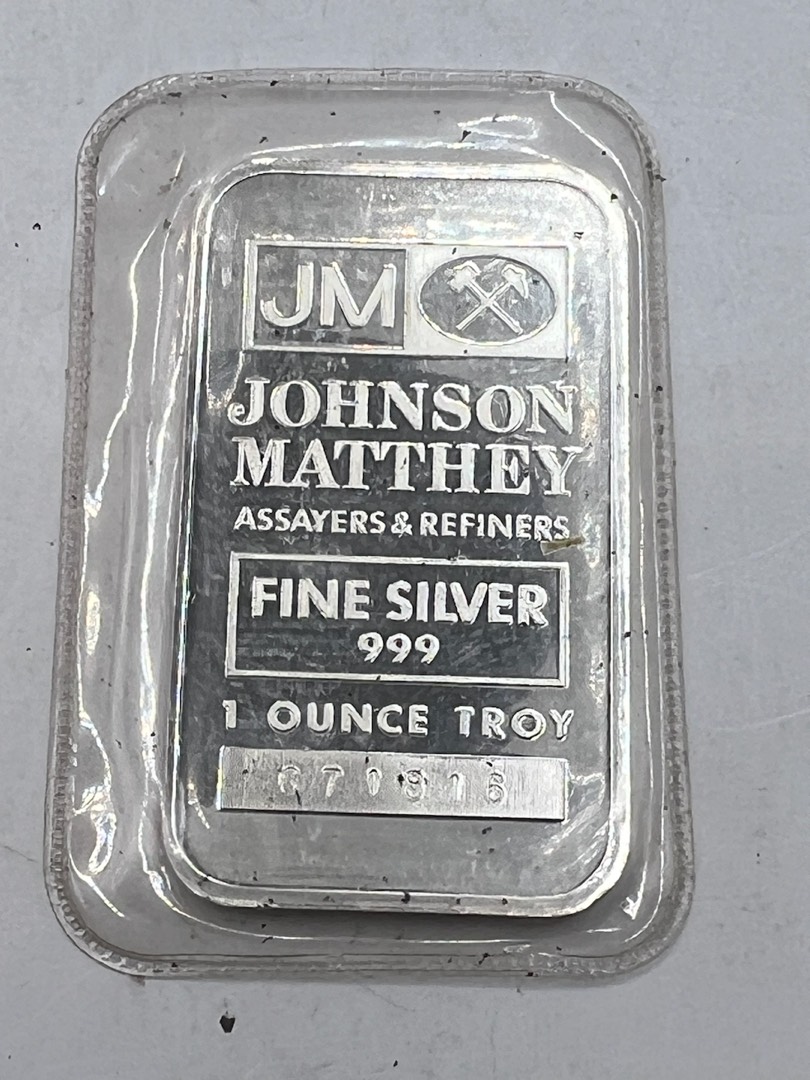 JM
JOHNSON
MATTHEY
ASSAYERS & REFINERS
FINE SILVER
999
1 OUNCE TROY